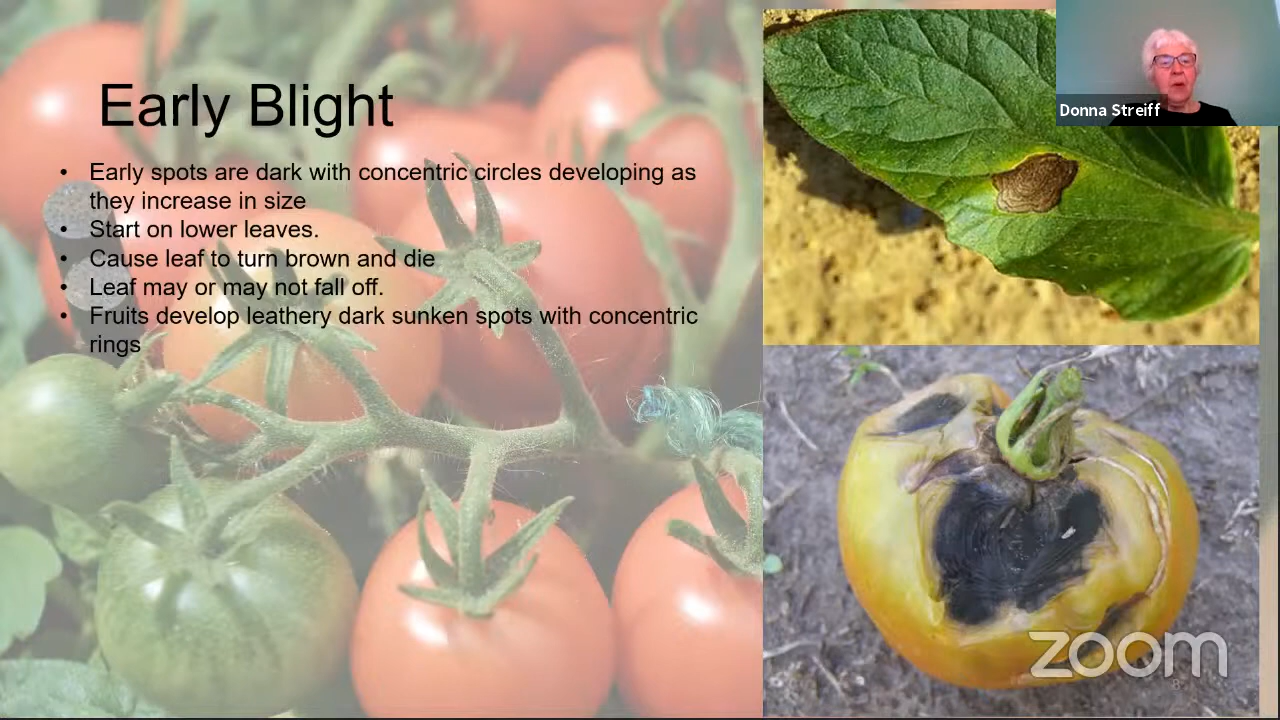 Early Blight
• Early spots are dark with concentric circles developing as
they increase in size
• Start on lower leaves.
• Cause leaf to turn brown and die
• Leaf may or may not fall off.
• Fruits develop leathery dark sunken spots with concentric
rings
Donna Streiff
zoom
8